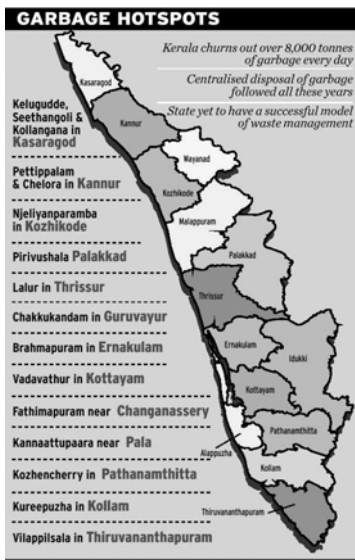 GARBAGE HOTSPOTS
Kerala churns out over 8,000 tonnes
of garbage every day
Centralised disposal of garbage
followed all these years
State yet to have a successful model
of waste management
Kelugudde,
Seethangoli &
Kollangana in
Kasaragod
Pettippalam
& Chelora in Kannur
Njeliyanparamba
in Kozhikode
Pirivushala Palakkad
Lalur in Thrissur
Chakkukandam in Guruvayur
Brahmapuram in Ernakulam
Vadavathur in Kottayam
Fathimapuram near Changanassery
Kannaattupaara near Pala
Kozhencherry in Pathanamthitta
Kureepuzha in Kollam
Vilappilsala in Thiruvananthapuram
Kasaragod
Kannur
Wayanad
Kozhikode
Malappuram
Palakkad
Thrissur
Ernakulam
Idukki
Kottayam
Pathanamthitta
Alappuzha
Kollam
Thiruvananthapuram